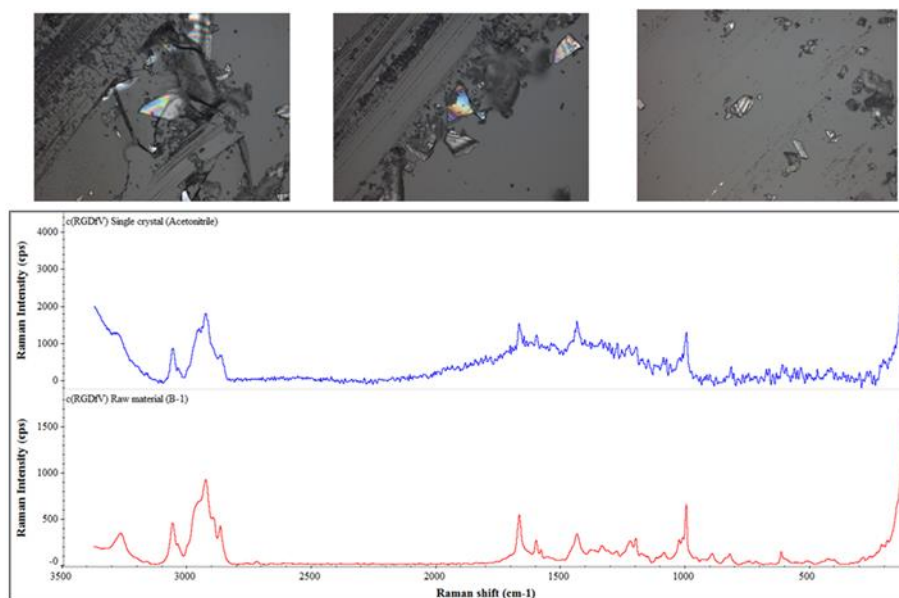 c(RGDfV) Single crystal (Acetonitrile)
4000
3000
2000
1000
0
Raman Intensity (cps)
c(RGDfV) Raw material (B-1)
1500
1000
500
-0
Raman Intensity (cps)
3500 3000 2500 2000 1500 1000 500
Raman shift (cm-1)